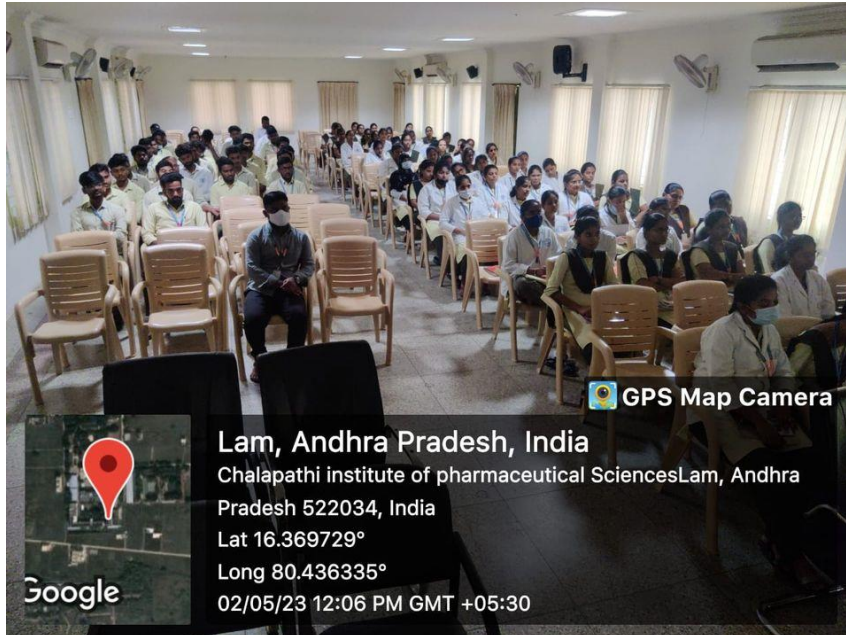 GPS Map Camera
Lam, Andhra Pradesh, India
Chalapathi institute of pharmaceutical SciencesLam, Andhra
Pradesh 522034, India
Lat 16.369729°
Long 80.436335°
02/05/23 12:06 PM GMT +05:30
Google